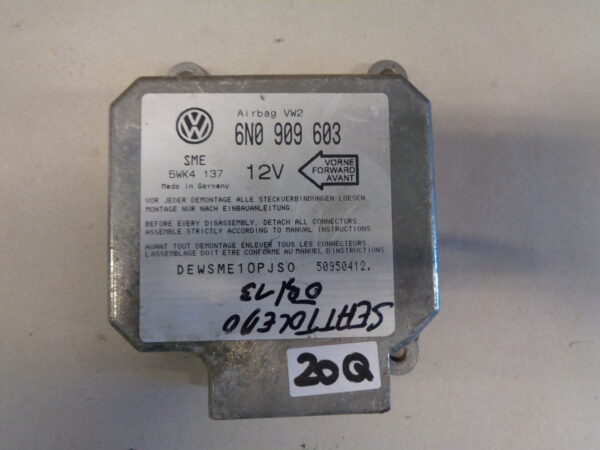 Airbag VW2
6N0 909 603
SME
5WK4 137
Made in Germany
12V
VORNE
FORWARD
AVANT
VOR JEDER DEMONTAGE ALLE STECKVERBINDUNGEN LOESEN
MONTAGE NUR NACH EINBAUANLEITUNG.
BEFORE EVERY DISASSEMBLY, DETACH ALL CONNECTORS.
ASSEMBLE STRICTLY ACCORDING TO MANUAL INSTRUCTIONS
AVANT TOUT DEMONTAGE ENLEVER TOUS LES CONNECTEURS.
L'ASSEMBLAGE DOIT ETRE CONFORME AU MANUEL D'INSTRUCTIONS
DEWSME10PJS0 50950412.
SEAT TOLEDO
20Q